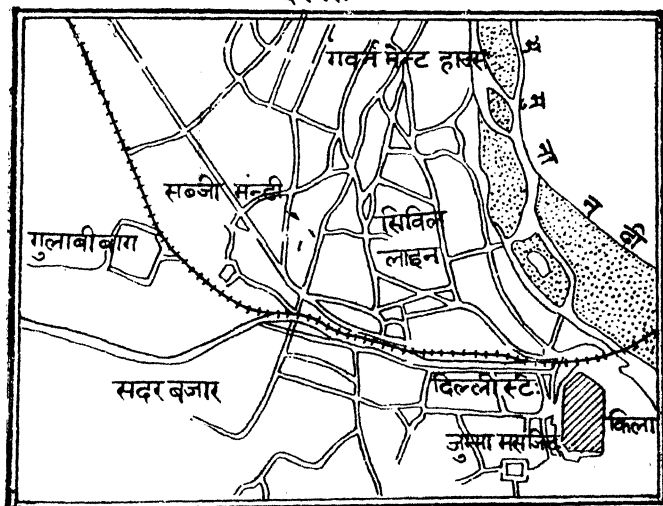 गवर्नमेन्ट हाउस
यमुना नदी
सब्जी मन्डी
गुलाबी बाग
सिविल
लाइन
सदर बजार
दिल्ली स्टे.
किला
जुम्मा मसजिद